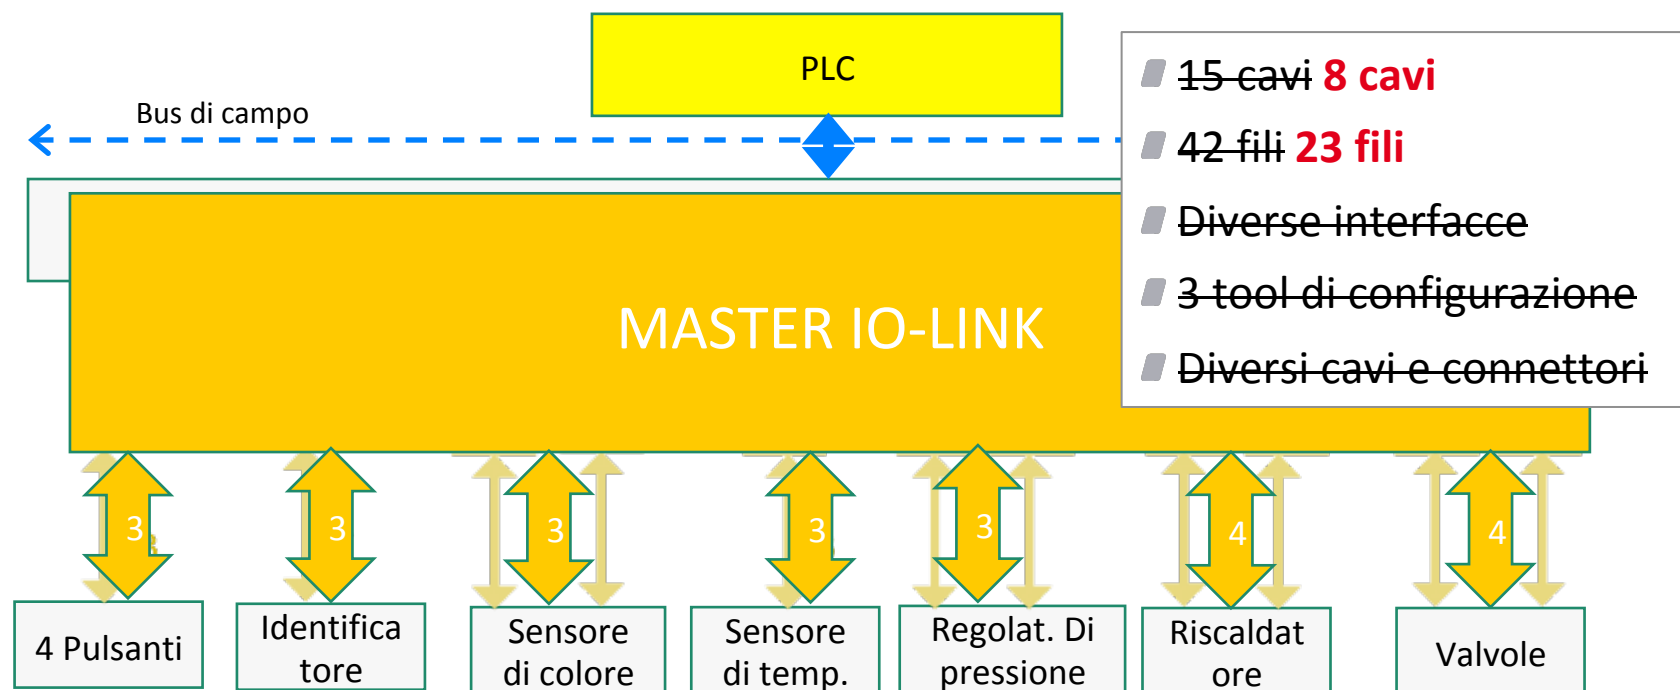 PLC
Bus di campo
15 cavi 8 cavi
42 fili 23 fili
Diverse interfacce
3 tool di configurazione
Diversi cavi e connettori
MASTER IO-LINK
3
3
3
3
3
4
4
4 Pulsanti
Identifica
tore
Sensore
di colore
Sensore
di temp.
Regolat. Di
pressione
Riscaldat
ore
Valvole